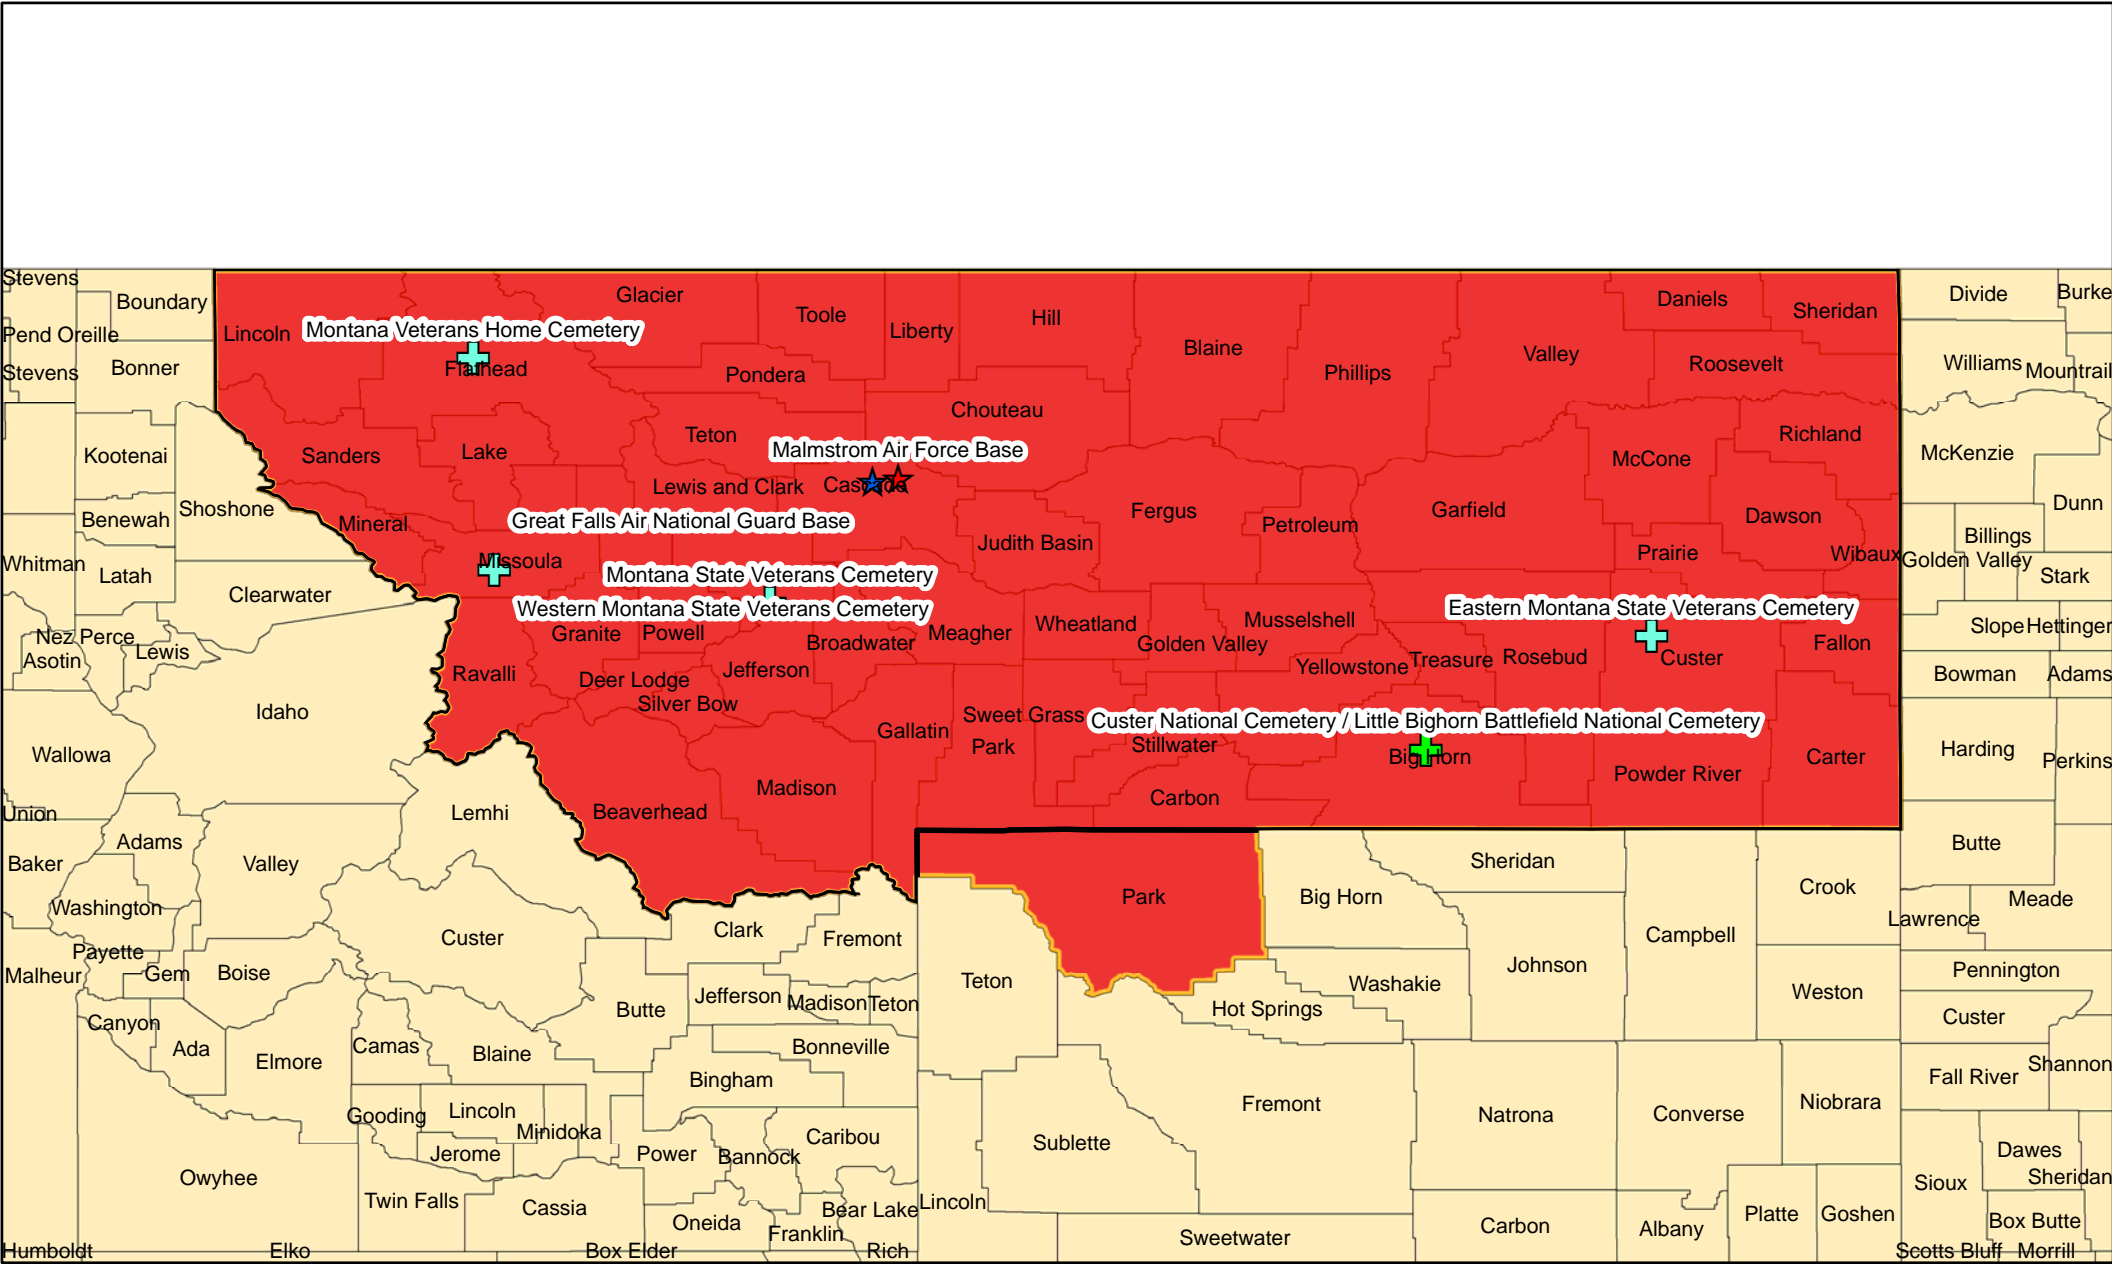 Stevens
Boundary
Pend Oreille
Stevens
Bonner
Kootenai
Benewah
Shoshone
Whitman
Latah
Clearwater
Nez Perce
Asotin
Lewis
Idaho
Wallowa
Union
Adams
Baker
Valley
Lemhi
Washington
Payette
Malheur
Gem
Boise
Custer
Canyon
Ada
Elmore
Camas
Blaine
Butte
Clark
Fremont
Jefferson
Madison
Teton
Bonneville
Bingham
Gooding
Lincoln
Minidoka
Jerome
Power
Bannock
Caribou
Owyhee
Twin Falls
Cassia
Oneida
Franklin
Bear Lake
Humboldt
Elko
Box Elder
Rich
Lincoln
Montana Veterans Home Cemetery
Flathead
Glacier
Toole
Liberty
Hill
Blaine
Phillips
Valley
Daniels
Sheridan
Roosevelt
Pondera
Chouteau
Teton
Sanders
Lake
Malmstrom Air Force Base
Lewis and Clark
Cascade
Great Falls Air National Guard Base
Mineral
Missoula
Montana State Veterans Cemetery
Western Montana State Veterans Cemetery
Granite
Powell
Broadwater
Meagher
Ravalli
Deer Lodge
Silver Bow
Jefferson
Judith Basin
Fergus
Petroleum
Garfield
McCone
Richland
Dawson
Prairie
Wibaux
Wheatland
Golden Valley
Musselshell
Yellowstone
Treasure
Rosebud
Eastern Montana State Veterans Cemetery
Custer
Fallon
Gallatin
Sweet Grass
Park
Custer National Cemetery / Little Bighorn Battlefield National Cemetery
Stillwater
Big Horn
Carbon
Powder River
Carter
Beaverhead
Madison
Park
Big Horn
Sheridan
Johnson
Campbell
Crook
Weston
Teton
Washakie
Hot Springs
Fremont
Natrona
Converse
Niobrara
Sublette
Lincoln
Sweetwater
Carbon
Albany
Platte
Goshen
Divide
Burke
Williams
Mountrail
McKenzie
Dunn
Billings
Golden Valley
Stark
Slope
Hettinger
Bowman
Adams
Harding
Perkins
Butte
Meade
Lawrence
Pennington
Custer
Shannon
Fall River
Sioux
Dawes
Sheridan
Box Butte
Scotts Bluff
Morrill